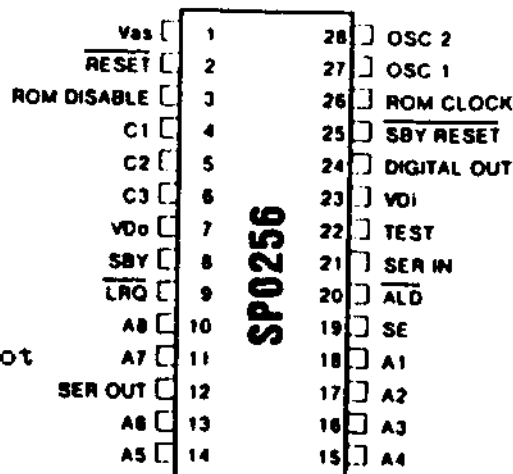 Vss 1 28 OSC 2
RESET 2 27 OSC 1
ROM DISABLE 3 26 ROM CLOCK
C1 4 25 SBY RESET
C2 5 24 DIGITAL OUT
C3 6 23 VDi
VDo 7 22 TEST
SBY 8 21 SER IN
LRQ 9 20 ALD
A8 10 19 SE
ot A7 11 18 A1
SER OUT 12 17 A2
A6 13 16 A3
A5 14 15 A4
SP0256